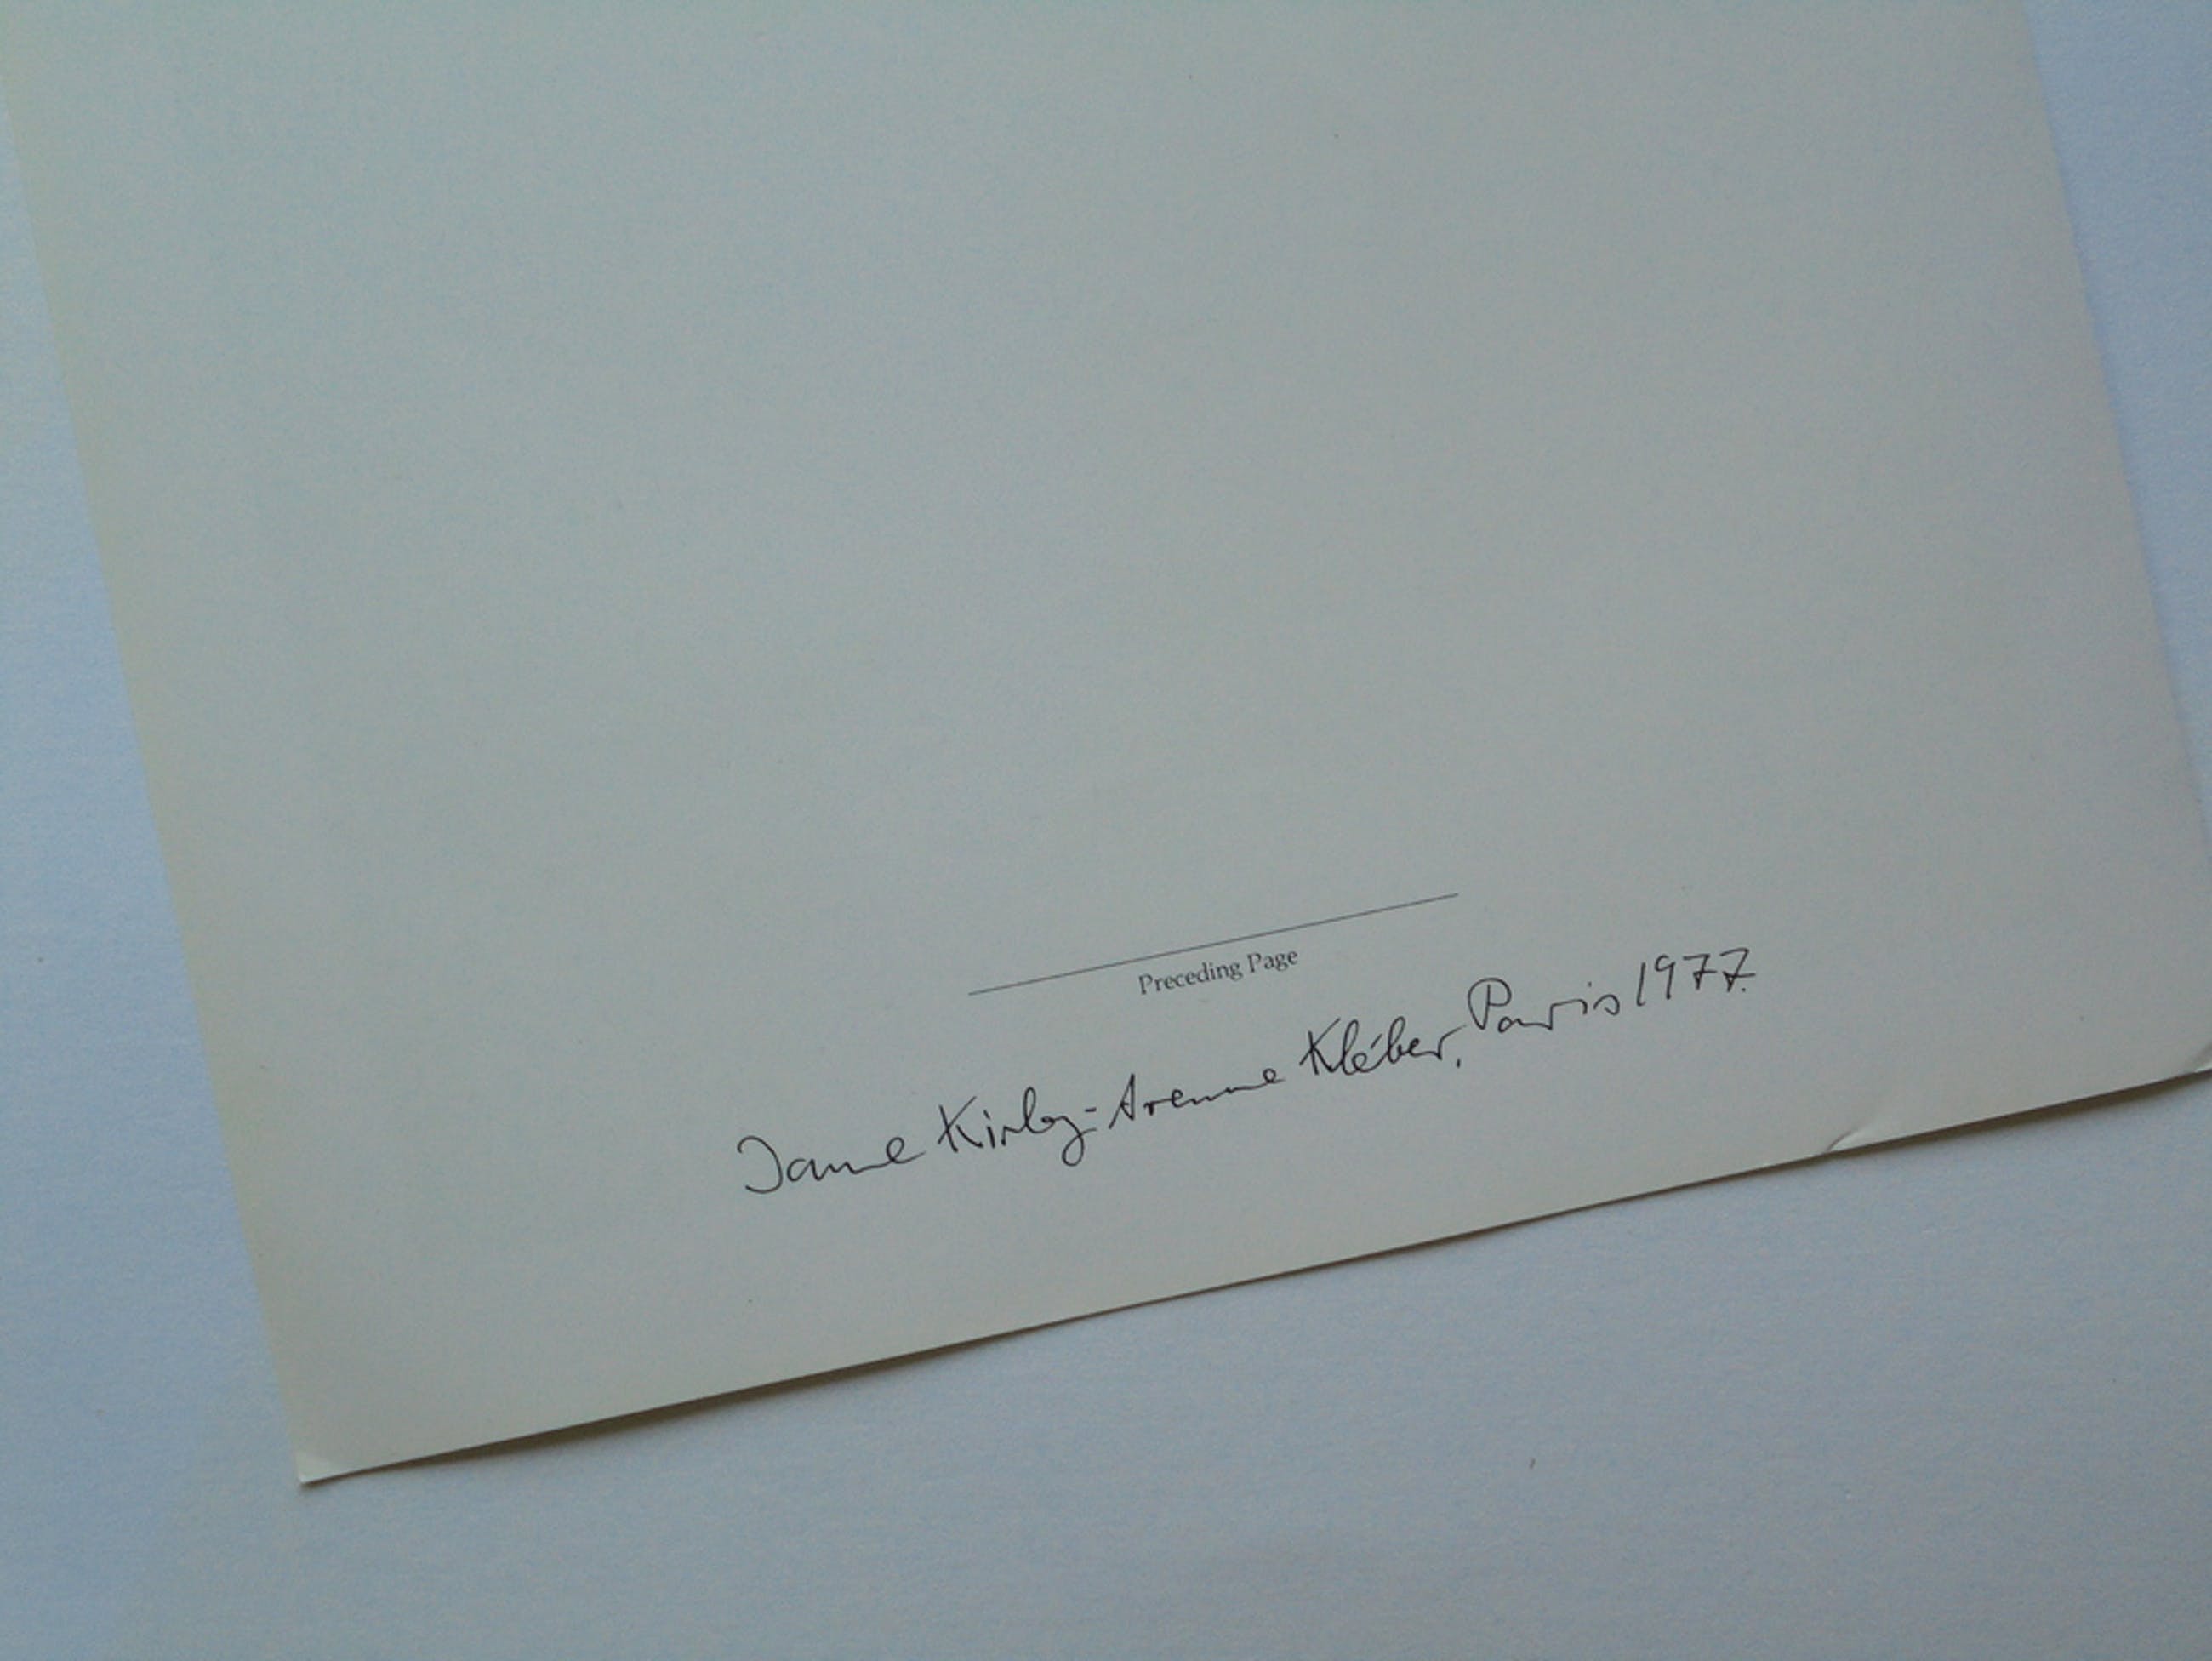 Preceding Page
Jane Kirby - Avenue Kléber, Paris 1977.